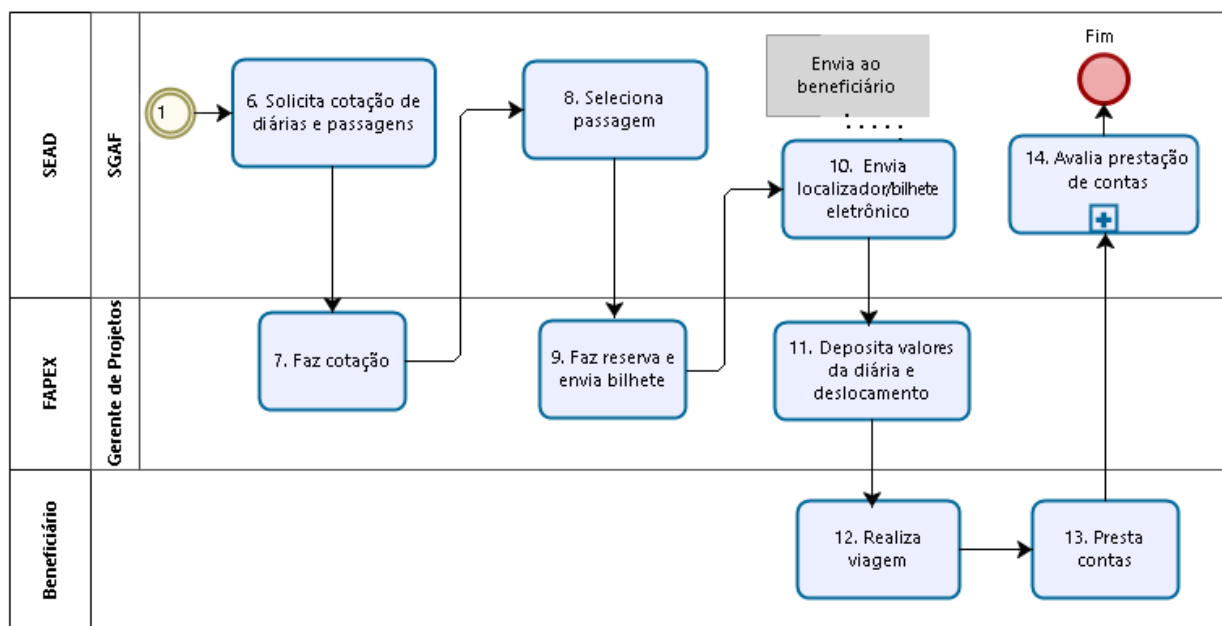 SEAD
SGAF
1
6. Solicita cotação de
diárias e passagens
8. Seleciona
passagem
Envia ao
beneficiário
10. Envia
localizador/bilhete
eletrônico
Fim
14. Avalia prestação
de contas
FAPEX
Gerente de Projetos
7. Faz cotação
9. Faz reserva e
envia bilhete
11. Deposita valores
da diária e
deslocamento
Beneficiário
12. Realiza
viagem
13. Presta
contas